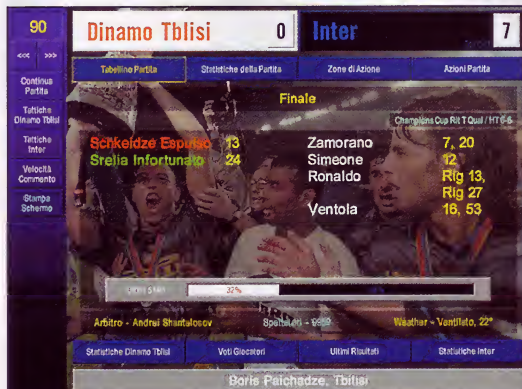 90
Dinamo Tblisi 0 Inter 7
<<< >>>
Tabellino Partita Statistiche della Partita Zone di Azione Azioni Partita
Continua Partita
Tattiche Dinamo Tblisi
Tattiche Inter
Velocità Commento
Stampa Schermo
Finale
Champions Cup Rit T Qual / HT 0-6
Schkeidze Espulso 13
Srelia Infortunato 24
Zamorano 7, 20
Simeone 12
Ronaldo Rig 13,
Rig 27
Ventola 16, 53
32%
Arbitro - Andrei Shantalosov Spettatori - 9959 Weather - Ventilato, 22°
Statistiche Dinamo Tblisi Voti Giocatori Ultimi Risultati Statistiche Inter
Boris Paichadze, Tbilisi